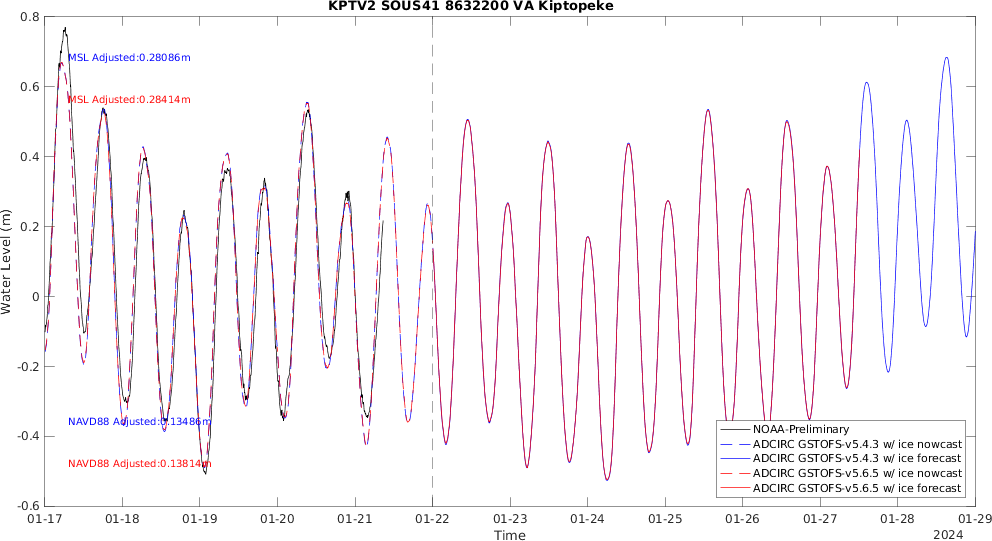 KPTV2 SOUS41 8632200 VA Kiptopeke
0.8
0.6
0.4
0.2
0
-0.2
-0.4
-0.6
Water Level (m)
MSL Adjusted:0.28086m
MSL Adjusted:0.28414m
NAVD88 Adjusted:0.13486m
NAVD88 Adjusted:0.13814m
NOAA-Preliminary
ADCIRC GSTOFS-v5.4.3 w/ ice nowcast
ADCIRC GSTOFS-v5.4.3 w/ ice forecast
ADCIRC GSTOFS-v5.6.5 w/ ice nowcast
ADCIRC GSTOFS-v5.6.5 w/ ice forecast
01-17 01-18 01-19 01-20 01-21 01-22 01-23 01-24 01-25 01-26 01-27 01-28 01-29
Time
2024